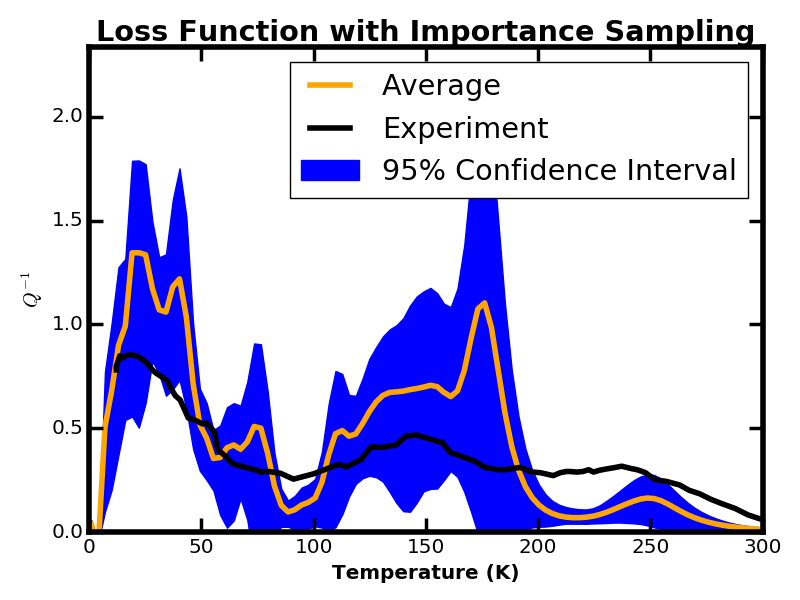 Loss Function with Importance Sampling
Average
Experiment
95% Confidence Interval
2.0
1.5
1.0
0.5
0.0
Q⁻¹
0 50 100 150 200 250 300
Temperature (K)